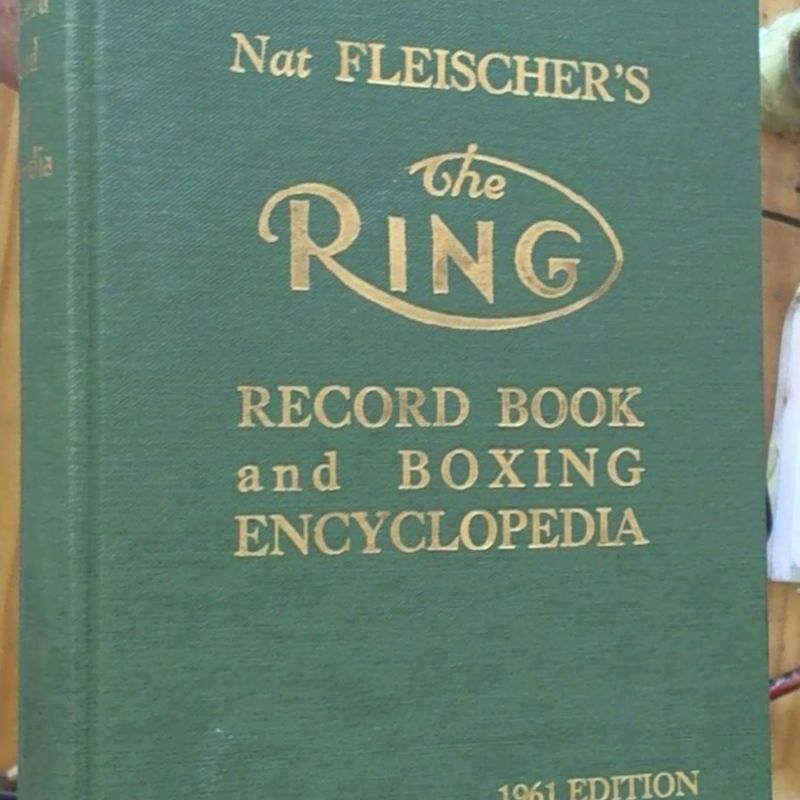 Nat FLEISCHER'S
The
RING
RECORD BOOK
and BOXING
ENCYCLOPEDIA
1961 EDITION